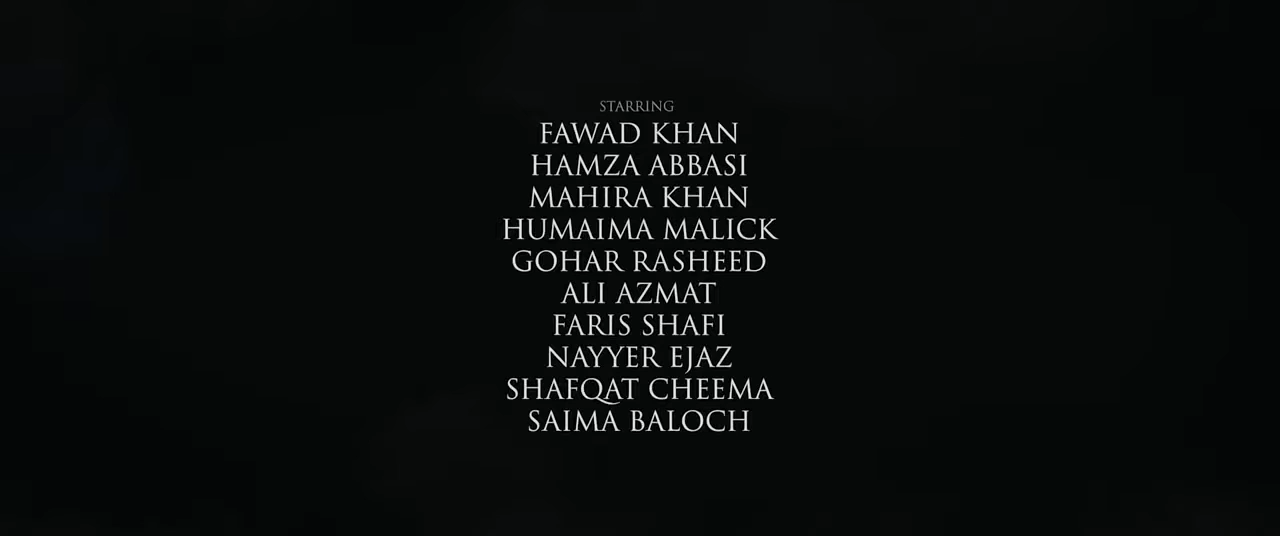 STARRING
FAWAD KHAN
HAMZA ABBASI
MAHIRA KHAN
HUMAIMA MALICK
GOHAR RASHEED
ALI AZMAT
FARIS SHAFI
NAYYER EJAZ
SHAFQAT CHEEMA
SAIMA BALOCH